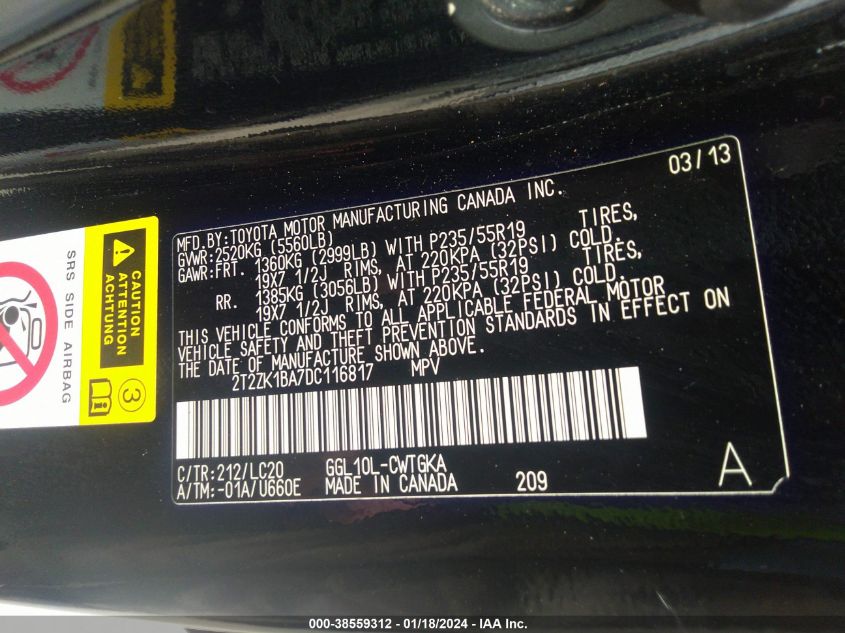 03/13
MFD.BY:TOYOTA MOTOR MANUFACTURING CANADA INC.
GVWR:2520KG (5560LB)
GAWR:FRT. 1360KG (2999LB) WITH P235/55R19 TIRES,
19X7 1/2J RIMS, AT 220KPA (32PSI) COLD.
RR. 1385KG (3056LB) WITH P235/55R19 TIRES,
19X7 1/2J RIMS, AT 220KPA (32PSI) COLD.
THIS VEHICLE CONFORMS TO ALL APPLICABLE FEDERAL MOTOR
VEHICLE SAFETY AND THEFT PREVENTION STANDARDS IN EFFECT ON
THE DATE OF MANUFACTURE SHOWN ABOVE.
2T2ZK1BA7DC116817 MPV
C/TR:212/LC20 GGL10L-CWTGKA
A/TM:-01A/U660E MADE IN CANADA 209
A
SRS SIDE AIRBAG
CAUTION
ATTENTION
ACHTUNG
3
000-38559312 - 01/18/2024 - IAA Inc.